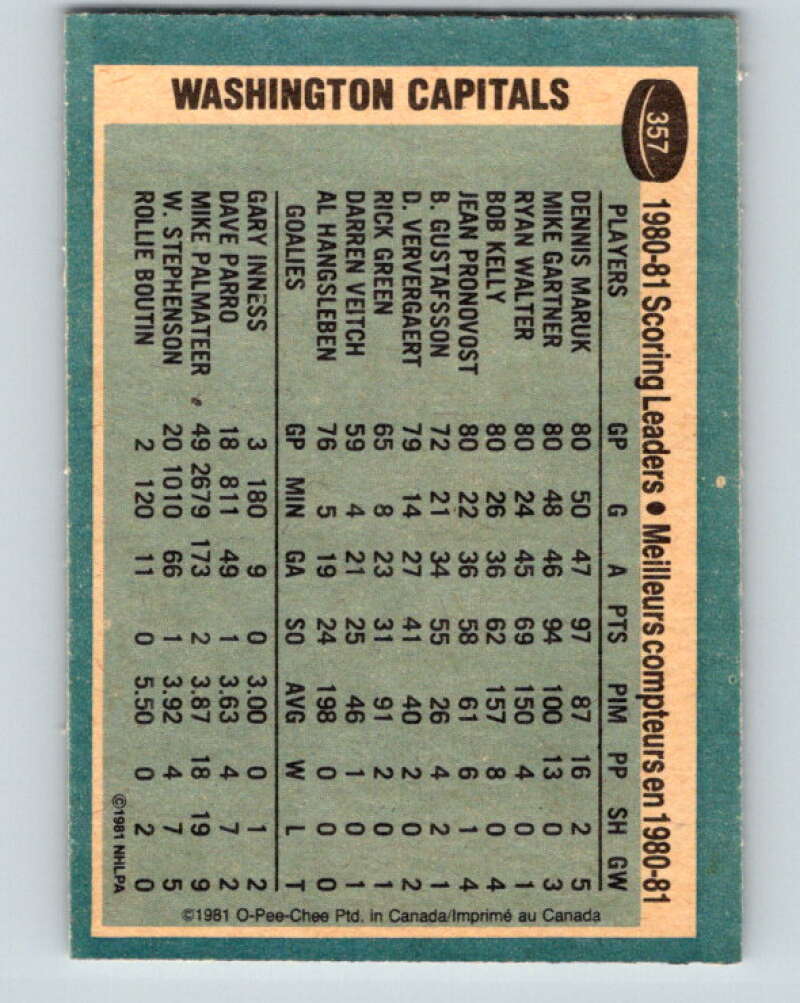 WASHINGTON CAPITALS
357
1980-81 Scoring Leaders • Meilleurs compteurs en 1980-81
PLAYERS GP G A PTS PIM PP SH GW
DENNIS MARUK 80 50 47 97 87 16 2 5
MIKE GARTNER 80 48 46 94 100 13 0 3
RYAN WALTER 80 24 45 69 150 4 0 1
BOB KELLY 80 26 36 62 157 8 0 4
JEAN PRONOVOST 80 22 36 58 61 6 1 4
B. GUSTAFSSON 72 21 34 55 26 4 2 1
D. VERVERGAERT 79 14 27 41 40 2 0 2
RICK GREEN 65 8 23 31 91 2 0 1
DARREN VEITCH 59 4 21 25 46 1 0 1
AL HANGSLEBEN 76 5 19 24 198 0 0 0
GOALIES GP MIN GA SO AVG W L T
GARY INNESS 3 180 9 0 3.00 0 1 2
DAVE PARRO 18 811 49 1 3.63 4 7 2
MIKE PALMATEER 49 2679 173 2 3.87 18 19 9
W. STEPHENSON 20 1010 66 1 3.92 4 7 5
ROLLIE BOUTIN 2 120 11 0 5.50 0 2 0
©1981 NHLPA
©1981 O-Pee-Chee Ptd. in Canada/Imprimé au Canada